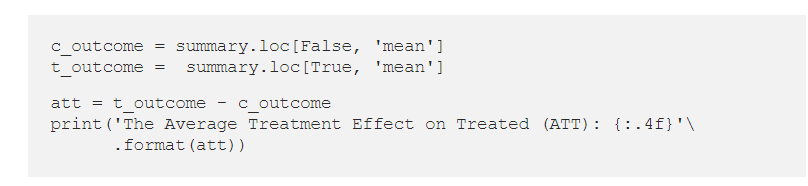 c_outcome = summary.loc[False, 'mean']
t_outcome =  summary.loc[True, 'mean']
att = t_outcome - c_outcome
print('The Average Treatment Effect on Treated (ATT): {:.4f}'\
      .format(att))